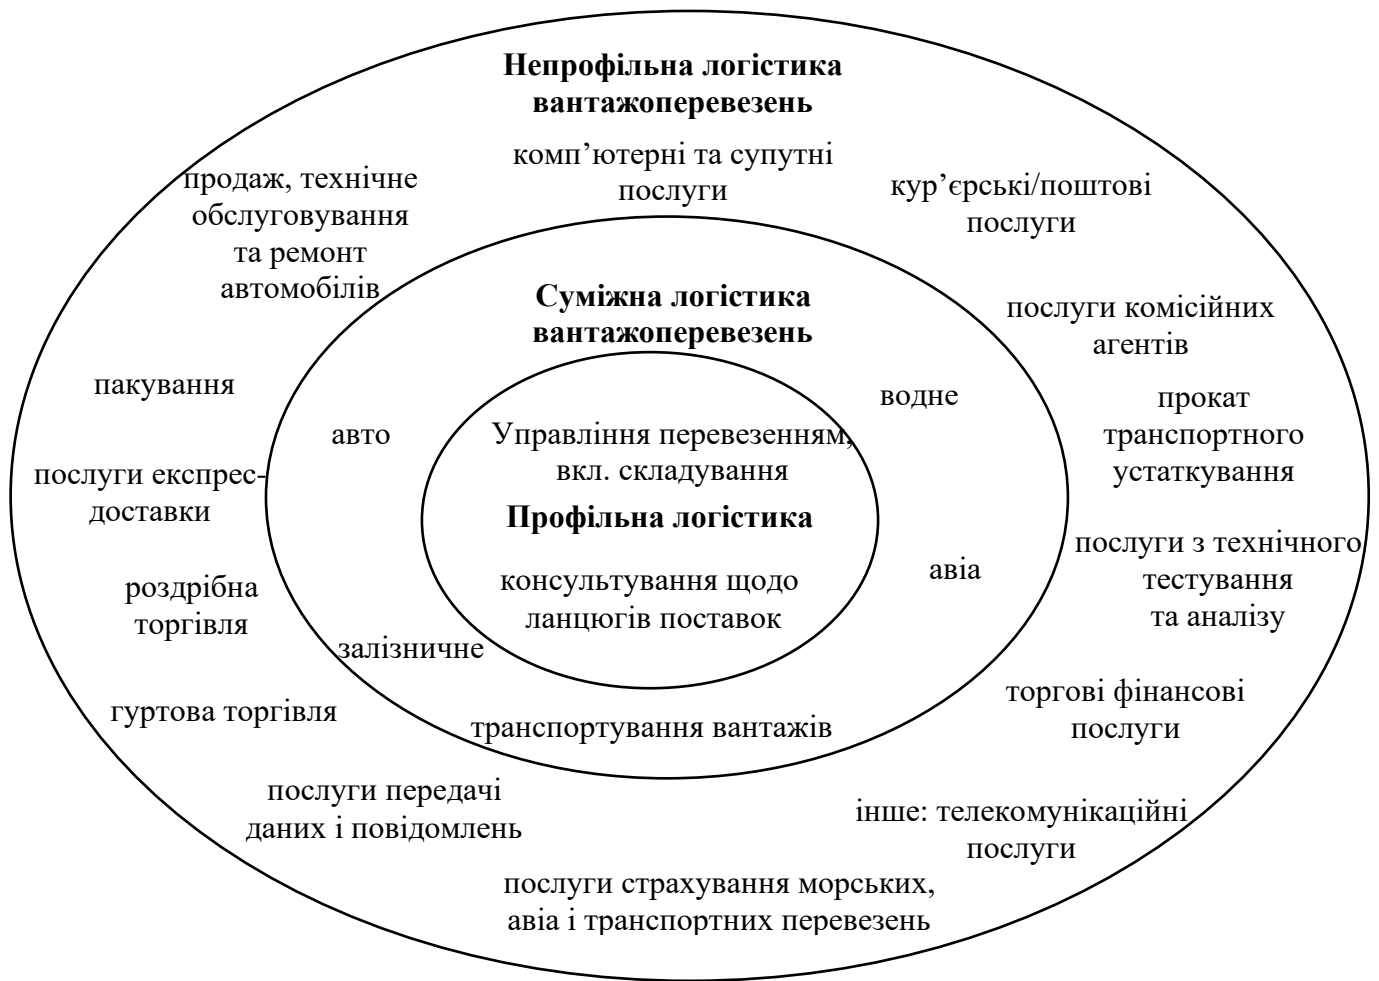 Непрофільна логістика
вантажоперевезень
комп’ютерні та супутні
послуги
продаж, технічне
обслуговування
та ремонт
автомобілів
кур’єрські/поштові
послуги
Суміжна логістика
вантажоперевезень
послуги комісійних
агентів
пакування
авто
водне
прокат
транспортного
устаткування
Управління перевезенням,
вкл. складування
Профільна логістика
консультування щодо
ланцюгів поставок
послуги експрес-
доставки
авіа
послуги з технічного
тестування
та аналізу
роздрібна
торгівля
залізничне
гуртова торгівля
транспортування вантажів
торгові фінансові
послуги
послуги передачі
даних і повідомлень
інше: телекомунікаційні
послуги
послуги страхування морських,
авіа і транспортних перевезень